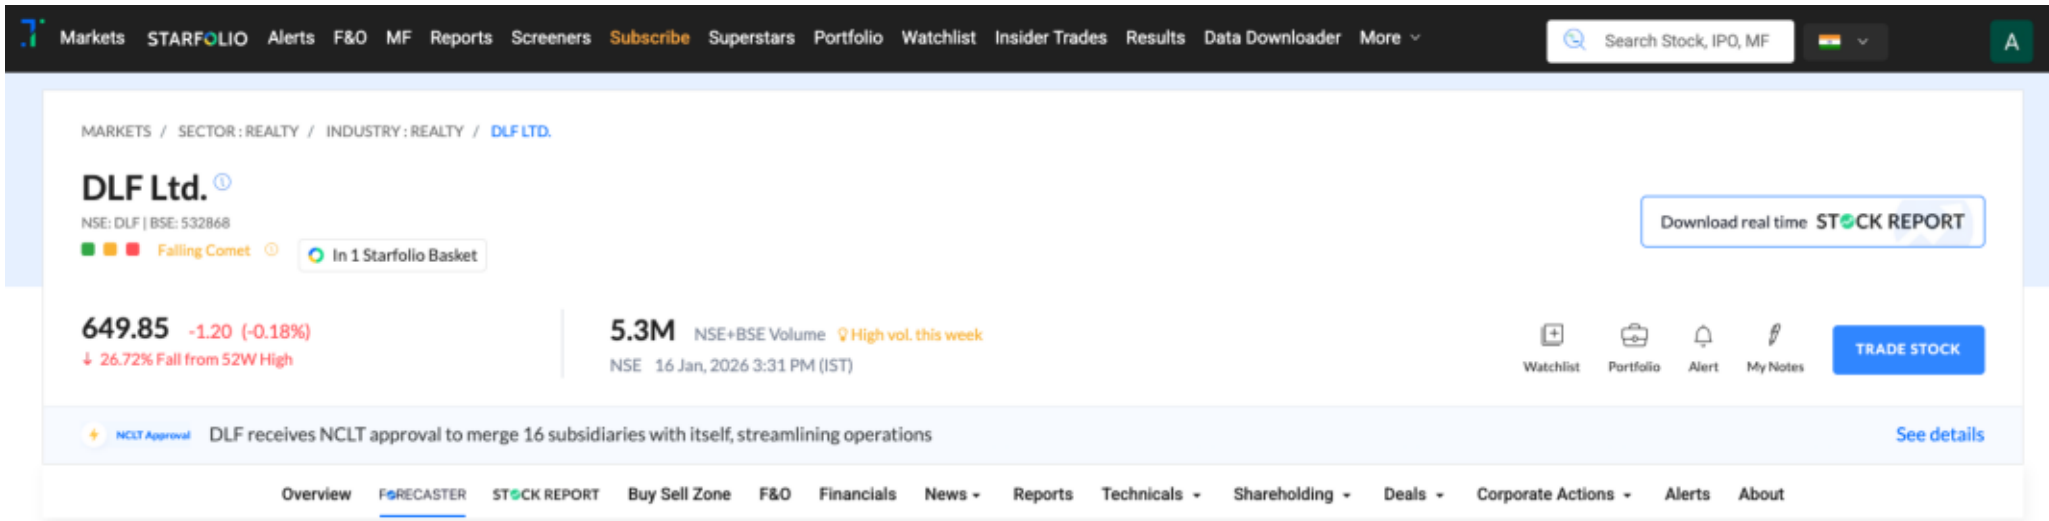 Markets STARFOLIO Alerts F&O MF Reports Screeners Subscribe Superstars Portfolio Watchlist Insider Trades Results Data Downloader More Search Stock, IPO, MF A
MARKETS / SECTOR : REALTY / INDUSTRY : REALTY / DLF LTD.
DLF Ltd.
NSE: DLF | BSE: 532868
Falling Comet In 1 Starfolio Basket
Download real time STOCK REPORT
649.85 -1.20 (-0.18%)
↓ 26.72% Fall from 52W High
5.3M NSE+BSE Volume High vol. this week
NSE 16 Jan, 2026 3:31 PM (IST)
Watchlist Portfolio Alert My Notes TRADE STOCK
NCLT Approval DLF receives NCLT approval to merge 16 subsidiaries with itself, streamlining operations See details
Overview FORECASTER STOCK REPORT Buy Sell Zone F&O Financials News Reports Technicals Shareholding Deals Corporate Actions Alerts About